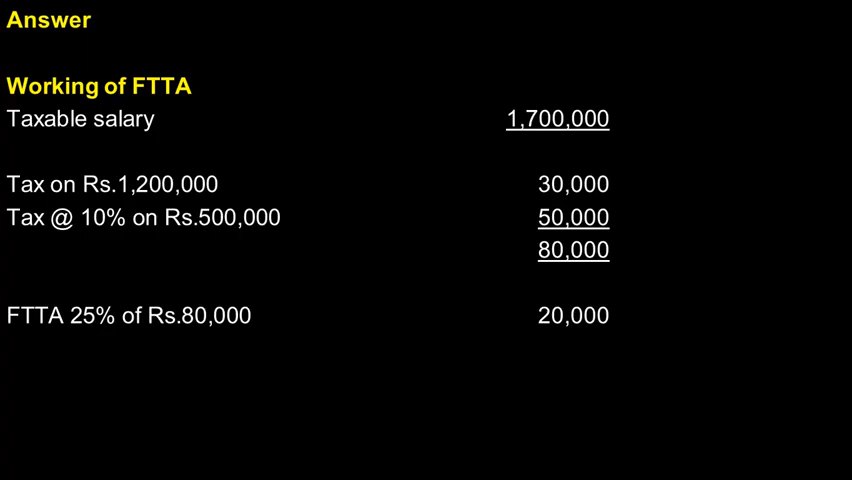 Answer
Working of FTTA
Taxable salary 1,700,000
Tax on Rs.1,200,000 30,000
Tax @ 10% on Rs.500,000 50,000
80,000
FTTA 25% of Rs.80,000 20,000